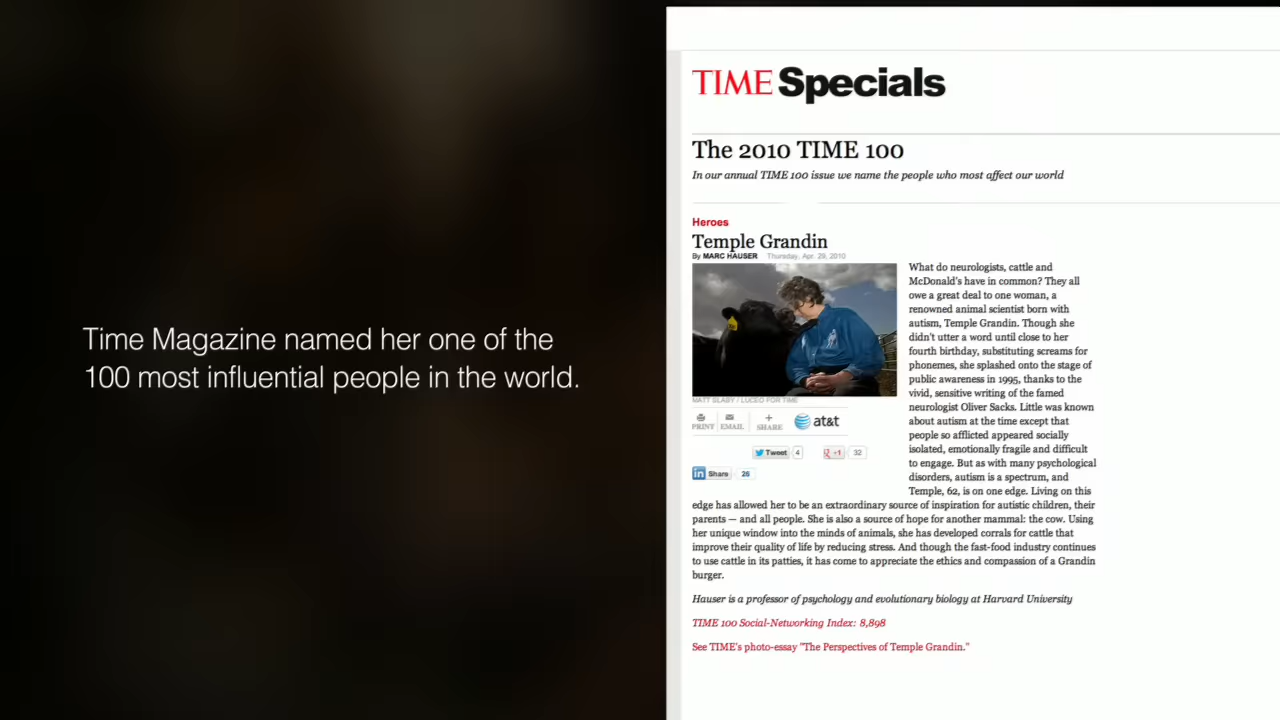 Time Magazine named her one of the
100 most influential people in the world.
TIME Specials
The 2010 TIME 100
In our annual TIME 100 issue we name the people who most affect our world
Heroes
Temple Grandin
By MARC HAUSER Thursday, Apr. 29, 2010
What do neurologists, cattle and
McDonald's have in common? They all
owe a great deal to one woman, a
renowned animal scientist born with
autism, Temple Grandin. Though she
didn't utter a word until close to her
fourth birthday, substituting screams for
phonemes, she splashed onto the stage of
public awareness in 1995, thanks to the
vivid, sensitive writing of the famed
neurologist Oliver Sacks. Little was known
about autism at the time except that
people so afflicted appeared socially
isolated, emotionally fragile and difficult
to engage. But as with many psychological
disorders, autism is a spectrum, and
Temple, 62, is on one edge. Living on this
edge has allowed her to be an extraordinary source of inspiration for autistic children, their
parents — and all people. She is also a source of hope for another mammal: the cow. Using
her unique window into the minds of animals, she has developed corrals for cattle that
improve their quality of life by reducing stress. And though the fast-food industry continues
to use cattle in its patties, it has come to appreciate the ethics and compassion of a Grandin
burger.
MATT SLABY / LUCEO FOR TIME
PRINT EMAIL SHARE at&t
Tweet 4 +1 32
in Share 26
Hauser is a professor of psychology and evolutionary biology at Harvard University
TIME 100 Social-Networking Index: 8,898
See TIME's photo-essay "The Perspectives of Temple Grandin."